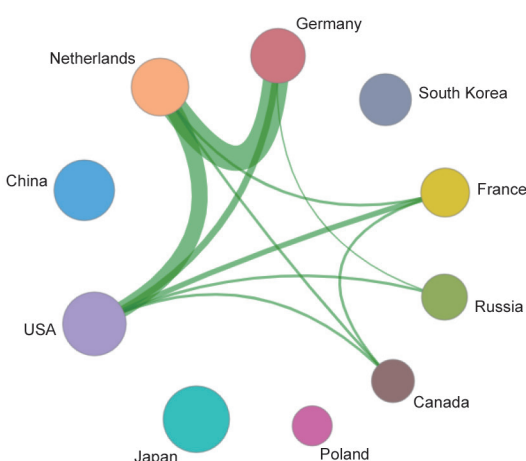 Germany
Netherlands
South Korea
China
France
Russia
USA
Canada
Poland
Japan